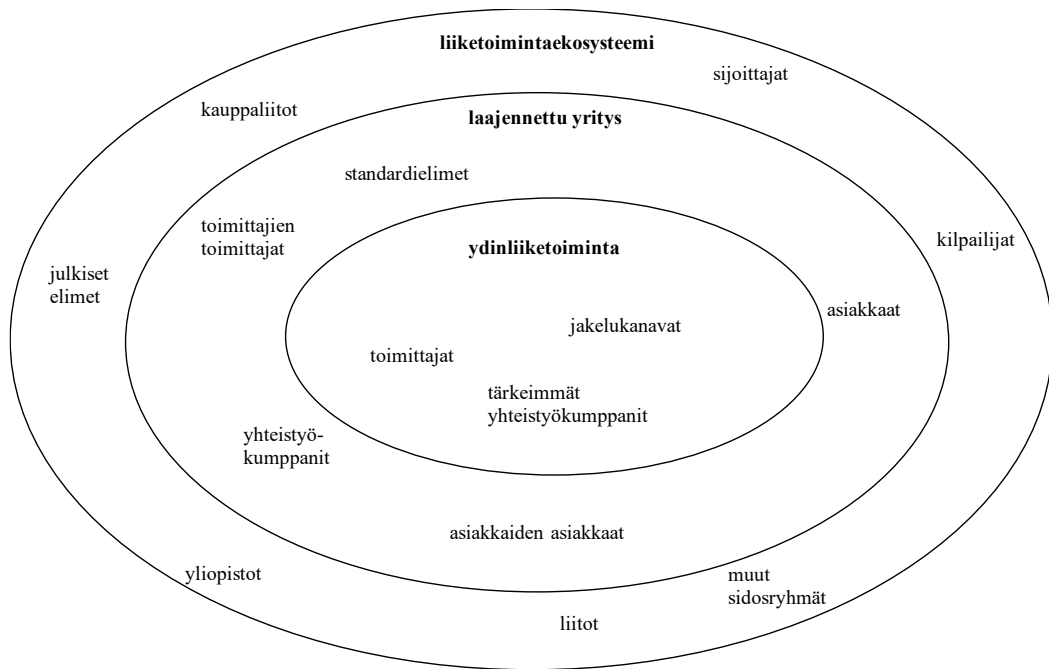 liiketoimintaekosysteemi
sijoittajat
kauppaliitot
laajennettu yritys
standardielimet
toimittajien
toimittajat
ydinliiketoiminta
kilpailijat
julkiset
elimet
asiakkaat
jakelukanavat
toimittajat
tärkeimmät
yhteistyökumppanit
yhteistyö-
kumppanit
asiakkaiden asiakkaat
yliopistot
muut
sidosryhmät
liitot